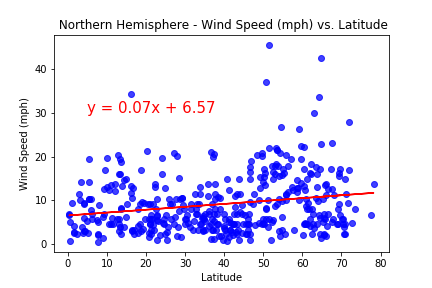 Northern Hemisphere - Wind Speed (mph) vs. Latitude
Wind Speed (mph)
40
30
20
10
0
y = 0.07x + 6.57
0 10 20 30 40 50 60 70 80
Latitude